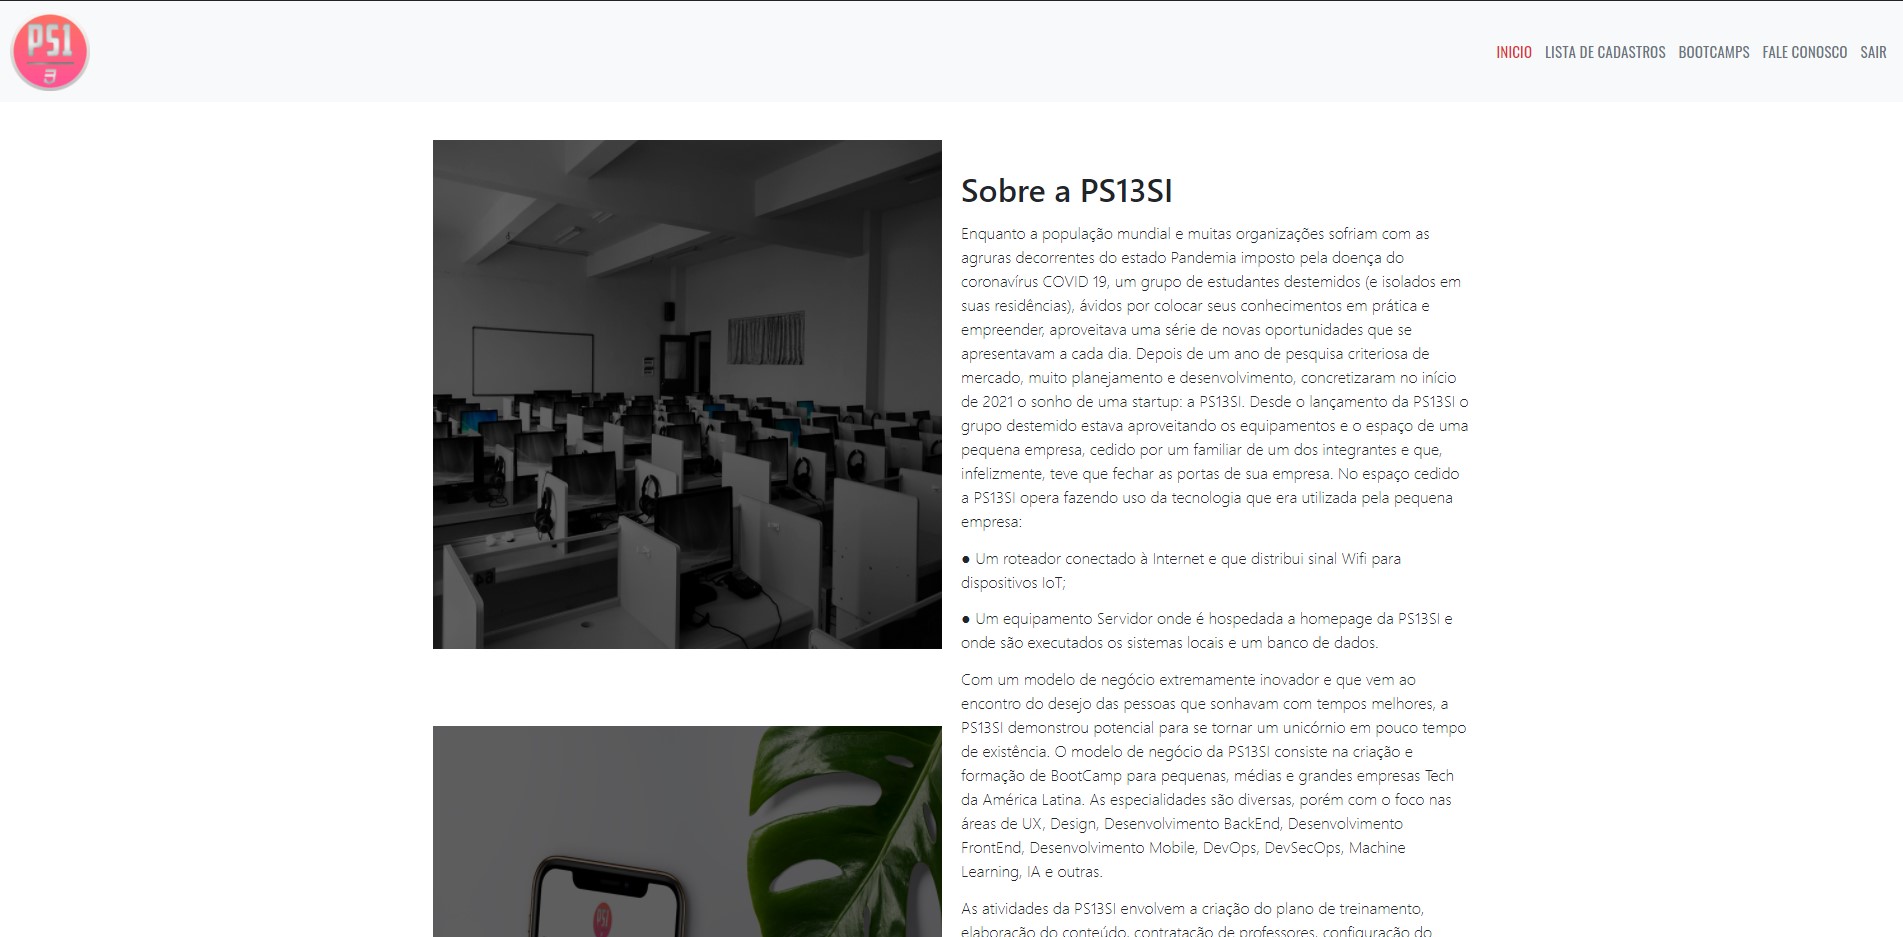 PS1
3
INICIO LISTA DE CADASTROS BOOTCAMPS FALE CONOSCO SAIR
Sobre a PS13SI
Enquanto a população mundial e muitas organizações sofriam com as
agruras decorrentes do estado Pandemia imposto pela doença do
coronavírus COVID 19, um grupo de estudantes destemidos (e isolados em
suas residências), ávidos por colocar seus conhecimentos em prática e
empreender, aproveitava uma série de novas oportunidades que se
apresentavam a cada dia. Depois de um ano de pesquisa criteriosa de
mercado, muito planejamento e desenvolvimento, concretizaram no início
de 2021 o sonho de uma startup: a PS13SI. Desde o lançamento da PS13SI o
grupo destemido estava aproveitando os equipamentos e o espaço de uma
pequena empresa, cedido por um familiar de um dos integrantes e que,
infelizmente, teve que fechar as portas de sua empresa. No espaço cedido
a PS13SI opera fazendo uso da tecnologia que era utilizada pela pequena
empresa:
● Um roteador conectado à Internet e que distribui sinal Wifi para
dispositivos IoT;
● Um equipamento Servidor onde é hospedada a homepage da PS13SI e
onde são executados os sistemas locais e um banco de dados.
Com um modelo de negócio extremamente inovador e que vem ao
encontro do desejo das pessoas que sonhavam com tempos melhores, a
PS13SI demonstrou potencial para se tornar um unicórnio em pouco tempo
de existência. O modelo de negócio da PS13SI consiste na criação e
formação de BootCamp para pequenas, médias e grandes empresas Tech
da América Latina. As especialidades são diversas, porém com o foco nas
áreas de UX, Design, Desenvolvimento BackEnd, Desenvolvimento
FrontEnd, Desenvolvimento Mobile, DevOps, DevSecOps, Machine
Learning, IA e outras.
As atividades da PS13SI envolvem a criação do plano de treinamento,
elaboração do conteúdo, contratação de professores, configuração do
PS1